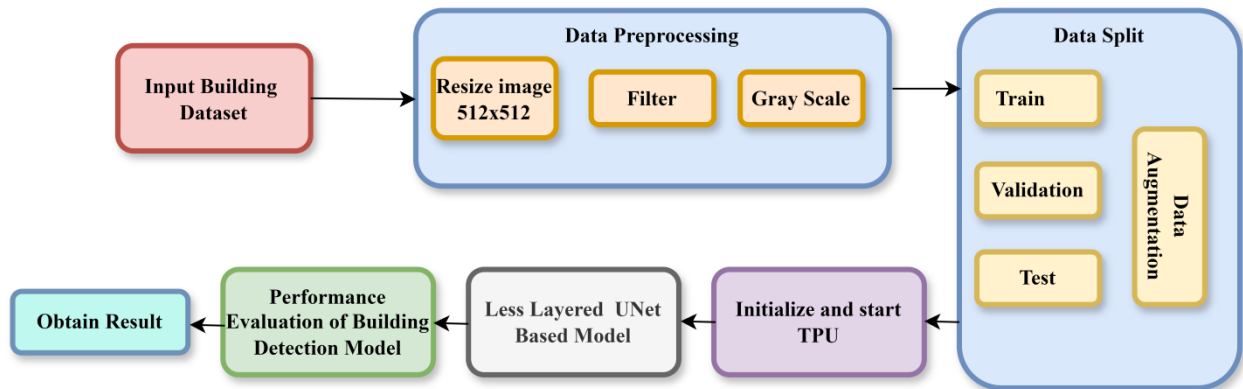 Input Building
Dataset
Data Preprocessing
Resize image
512x512
Filter
Gray Scale
Data Split
Train
Validation
Test
Data
Augmentation
Initialize and start
TPU
Less Layered UNet
Based Model
Performance
Evaluation of Building
Detection Model
Obtain Result